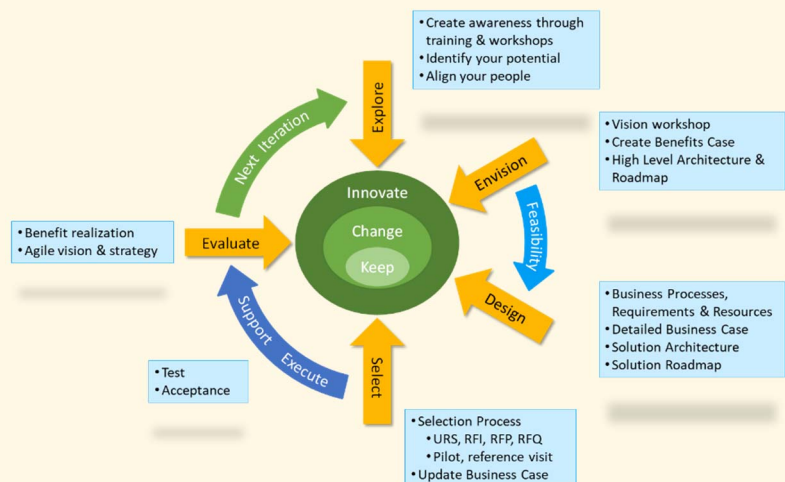 • Create awareness through
training & workshops
• Identify your potential
• Align your people
Explore
Next Iteration
• Vision workshop
• Create Benefits Case
• High Level Architecture &
Roadmap
Envision
Innovate
Change
Keep
Feasibility
• Benefit realization
• Agile vision & strategy
Evaluate
Design
• Business Processes,
Requirements & Resources
• Detailed Business Case
• Solution Architecture
• Solution Roadmap
Support Execute
Select
• Test
• Acceptance
• Selection Process
• URS, RFI, RFP, RFQ
• Pilot, reference visit
• Update Business Case